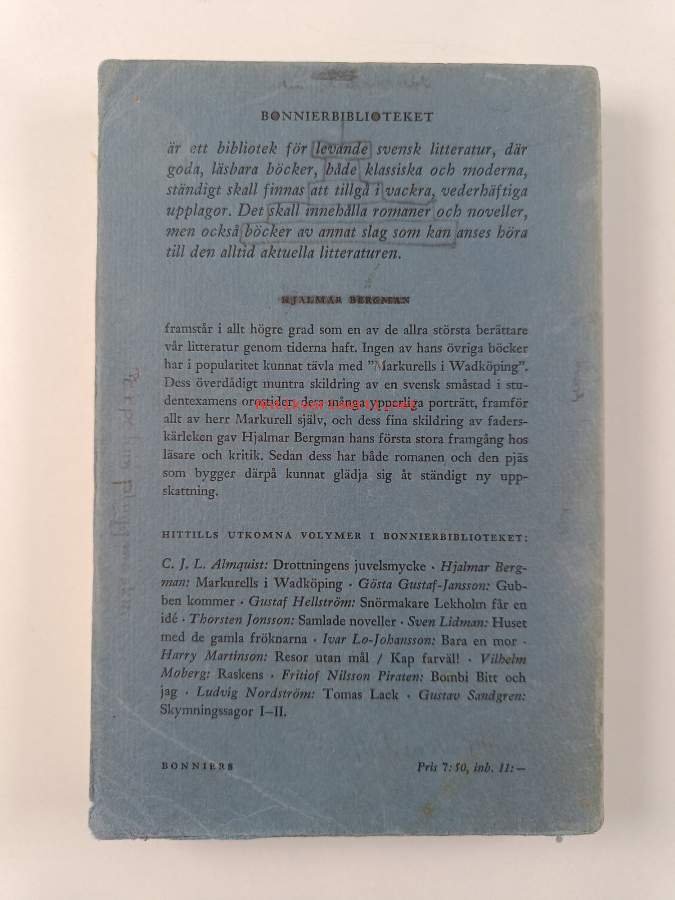 BONNIERBIBLIOTEKET
är ett bibliotek för levande svensk litteratur, där
goda, läsbara böcker, både klassiska och moderna,
ständigt skall finnas att tillgå i vackra, vederhäftiga
upplagor. Det skall innehålla romaner och noveller,
men också böcker av annat slag som kan anses höra
till den alltid aktuella litteraturen.
HJALMAR BERGMAN
framstår i allt högre grad som en av de allra största berättare
vår litteratur genom tiderna haft. Ingen av hans övriga böcker
har i popularitet kunnat tävla med ”Markurells i Wadköping”.
Dess överdådigt muntra skildring av en svensk småstad i stu-
dentexamens orostider, dess många ypperliga porträtt, framför
allt av herr Markurell själv, och dess fina skildring av faders-
kärleken gav Hjalmar Bergman hans första stora framgång hos
läsare och kritik. Sedan dess har både romanen och den pjäs
som bygger därpå kunnat glädja sig åt ständigt ny upp-
skattning.
HITTILLS UTKOMNA VOLYMER I BONNIERBIBLIOTEKET:
C. J. L. Almquist: Drottningens juvelsmycke · Hjalmar Berg-
man: Markurells i Wadköping · Gösta Gustaf-Janson: Gub-
ben kommer · Gustaf Hellström: Snörmakare Lekholm får en
idé · Thorsten Jonsson: Samlade noveller · Sven Lidman: Huset
med de gamla fröknarna · Ivar Lo-Johansson: Bara en mor ·
Harry Martinson: Resor utan mål / Kap farväl! · Vilhelm
Moberg: Raskens · Fritiof Nilsson Piraten: Bombi Bitt och
jag · Ludvig Nordström: Tomas Lack · Gustav Sandgren:
Skymningssagor I–II.
BONNIERS
Pris 7:50, inb. 11:–